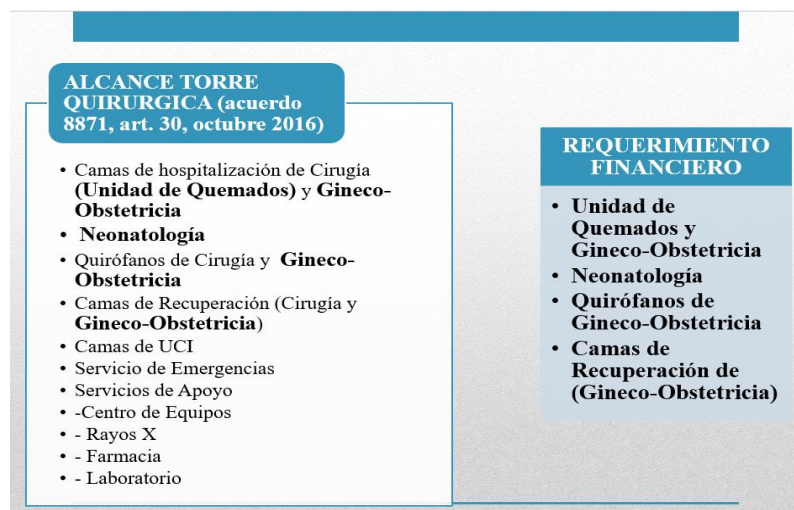 ALCANCE TORRE
QUIRURGICA (acuerdo
8871, art. 30, octubre 2016)
• Camas de hospitalización de Cirugía
(Unidad de Quemados) y Gineco-
Obstetricia
• Neonatología
• Quirófanos de Cirugía y Gineco-
Obstetricia
• Camas de Recuperación (Cirugía y
Gineco-Obstetricia)
• Camas de UCI
• Servicio de Emergencias
• Servicios de Apoyo
• -Centro de Equipos
• - Rayos X
• - Farmacia
• - Laboratorio
REQUERIMIENTO
FINANCIERO
• Unidad de
Quemados y
Gineco-Obstetricia
• Neonatología
• Quirófanos de
Gineco-Obstetricia
• Camas de
Recuperación de
(Gineco-Obstetricia)